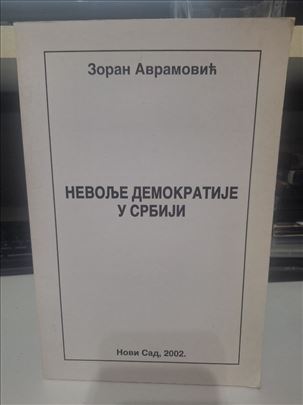 Зоран Аврамовић
НЕВОЉЕ ДЕМОКРАТИЈЕ
У СРБИЈИ
Нови Сад, 2002.